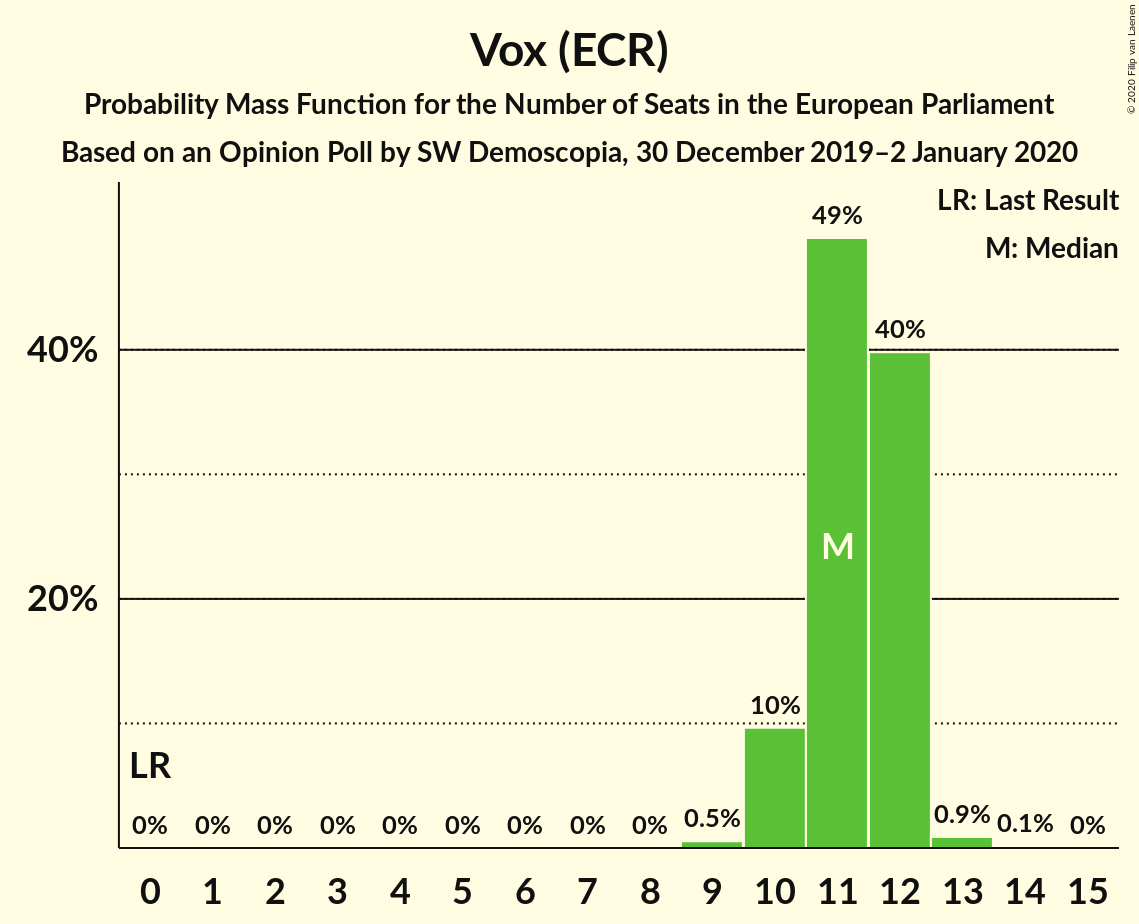 Vox (ECR)
Probability Mass Function for the Number of Seats in the European Parliament
Based on an Opinion Poll by SW Demoscopia, 30 December 2019–2 January 2020
© 2020 Filip van Laenen
LR: Last Result
M: Median
49%
40%
40%
M
20%
10%
LR
0% 0% 0% 0% 0% 0% 0% 0% 0% 0.5% 0.9% 0.1% 0%
0 1 2 3 4 5 6 7 8 9 10 11 12 13 14 15